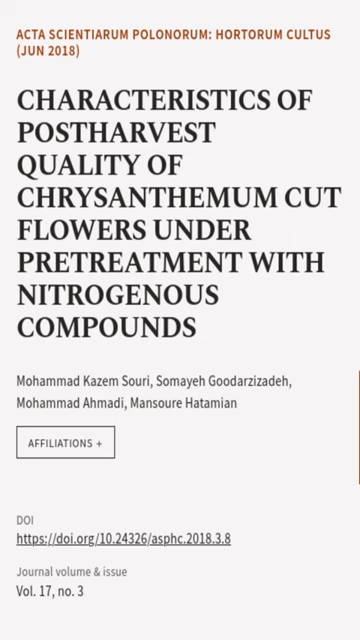 ACTA SCIENTIARUM POLONORUM: HORTORUM CULTUS
(JUN 2018)
CHARACTERISTICS OF
POSTHARVEST
QUALITY OF
CHRYSANTHEMUM CUT
FLOWERS UNDER
PRETREATMENT WITH
NITROGENOUS
COMPOUNDS
Mohammad Kazem Souri, Somayeh Goodarzizadeh,
Mohammad Ahmadi, Mansoure Hatamian
AFFILIATIONS +
DOI
https://doi.org/10.24326/asphc.2018.3.8
Journal volume & issue
Vol. 17, no. 3